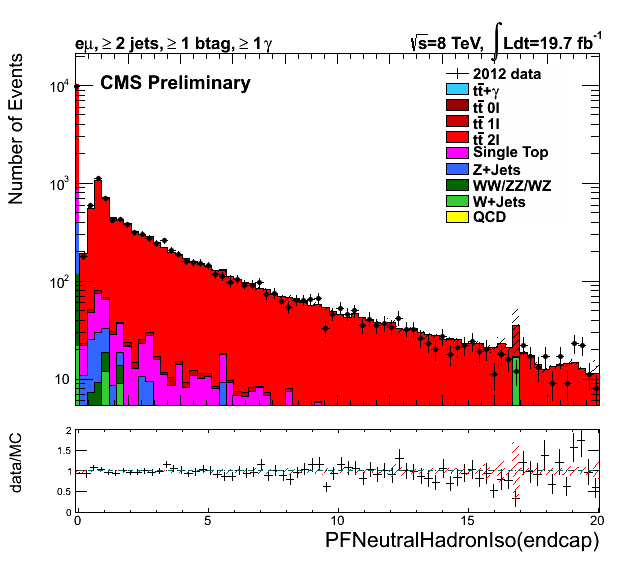 eμ, ≥ 2 jets, ≥ 1 btag, ≥ 1 γ
√s=8 TeV, ∫Ldt=19.7 fb⁻¹
CMS Preliminary
2012 data
tt̄+γ
tt̄ 0l
tt̄ 1l
tt̄ 2l
Single Top
Z+Jets
WW/ZZ/WZ
W+Jets
QCD
Number of Events
10⁴
10³
10²
10
data/MC
2
1.5
1
0.5
0
0 5 10 15 20
PFNeutralHadronIso(endcap)